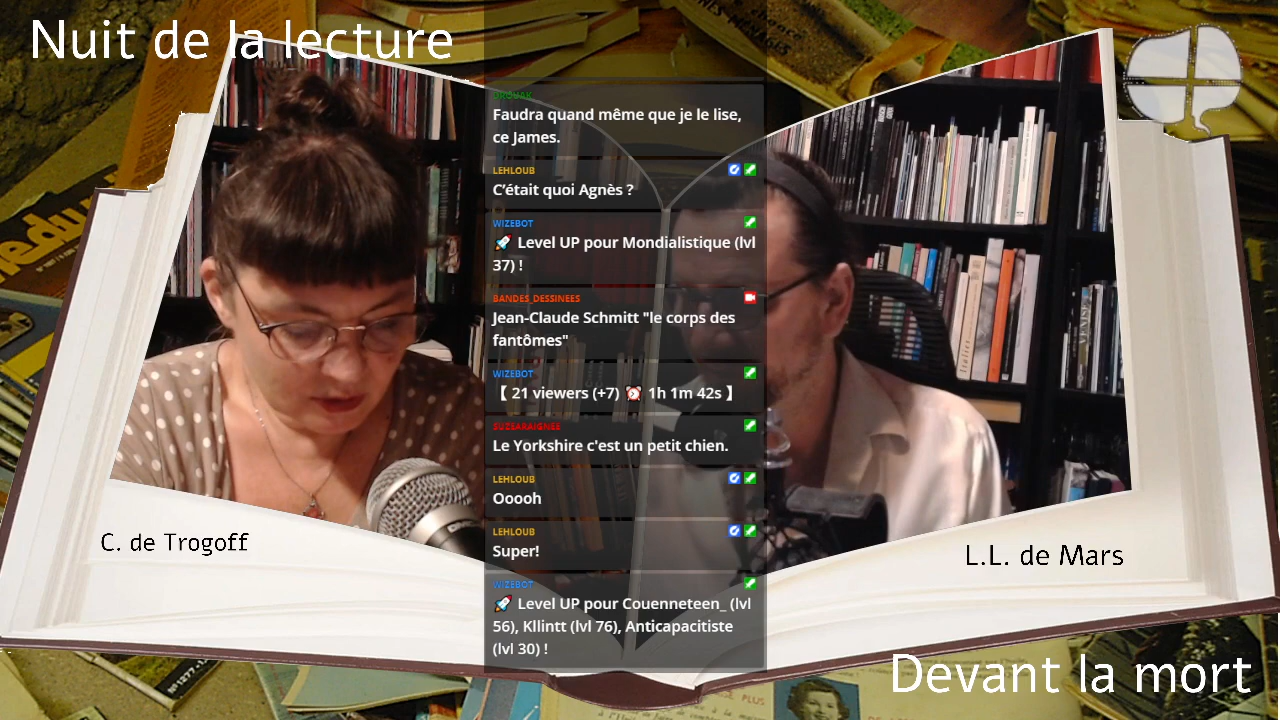 Nuit de la lecture
Faudra quand même que je le lise,
ce James.
LEHLOUB
C'était quoi Agnès ?
WIZEBOT
🚀 Level UP pour Mondialistique (lvl
37) !
BANDES_DESSINEES
Jean-Claude Schmitt "le corps des
fantômes"
WIZEBOT
【 21 viewers (+7) ⏰ 1h 1m 42s 】
SUZEARAIGNEE
Le Yorkshire c'est un petit chien.
LEHLOUB
Ooooh
LEHLOUB
Super!
WIZEBOT
🚀 Level UP pour Couenneteen_ (lvl
56), Kllintt (lvl 76), Anticapacitiste
(lvl 30) !
C. de Trogoff
L.L. de Mars
Devant la mort